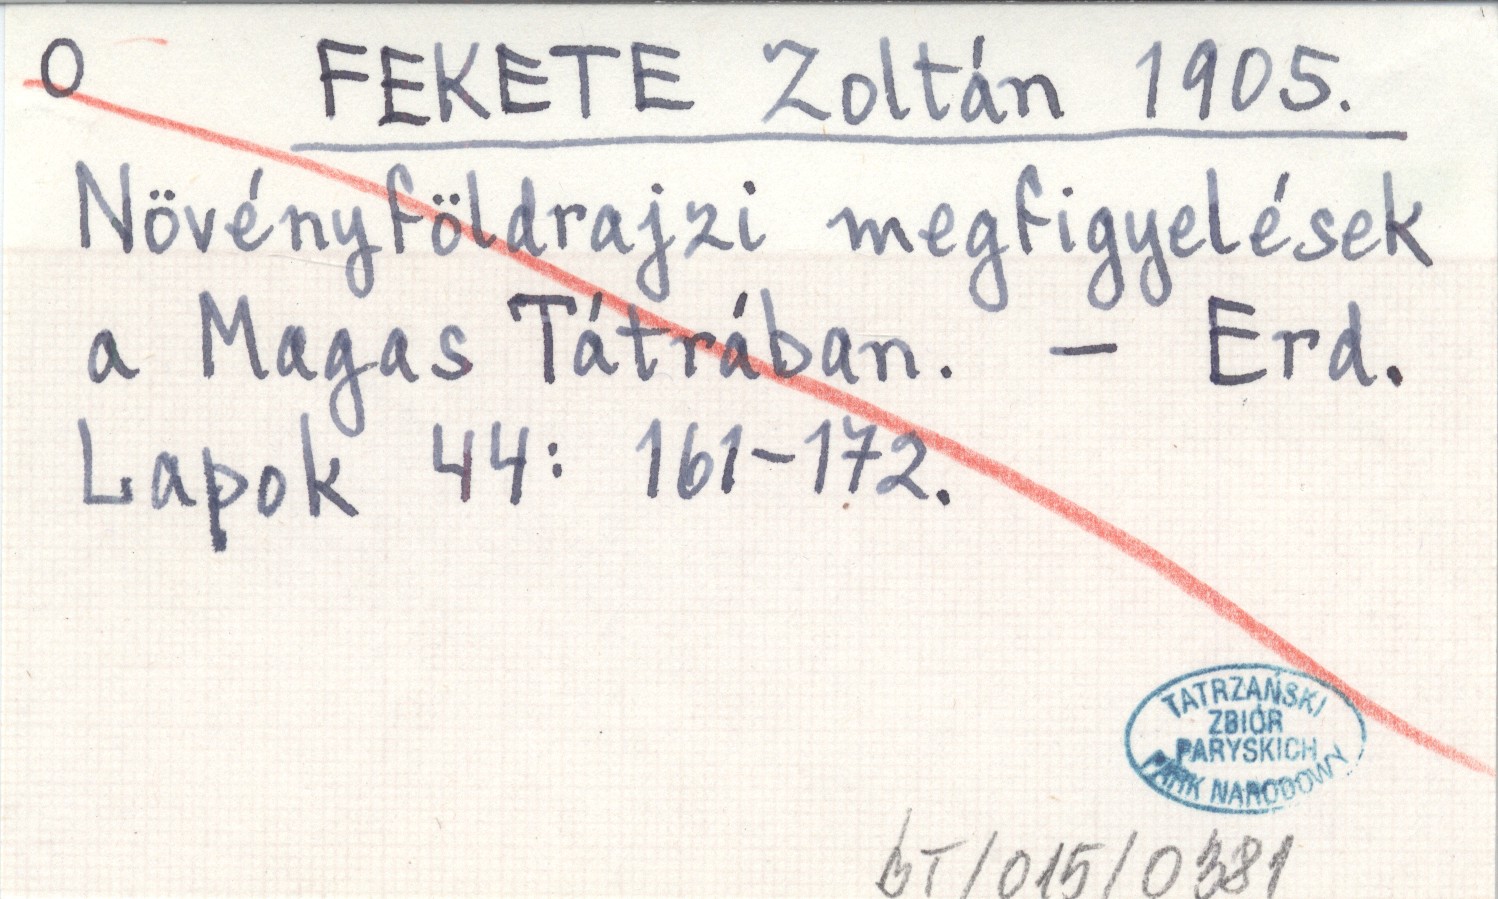 O FEKETE Zoltán 1905.
Növényföldrajzi megfigyelések
a Magas Tátrában. – Erd.
Lapok 44: 161-172.
TATRZAŃSKI
ZBIÓR
PARYSKICH
PARK NARODOWY
bT/015/0381